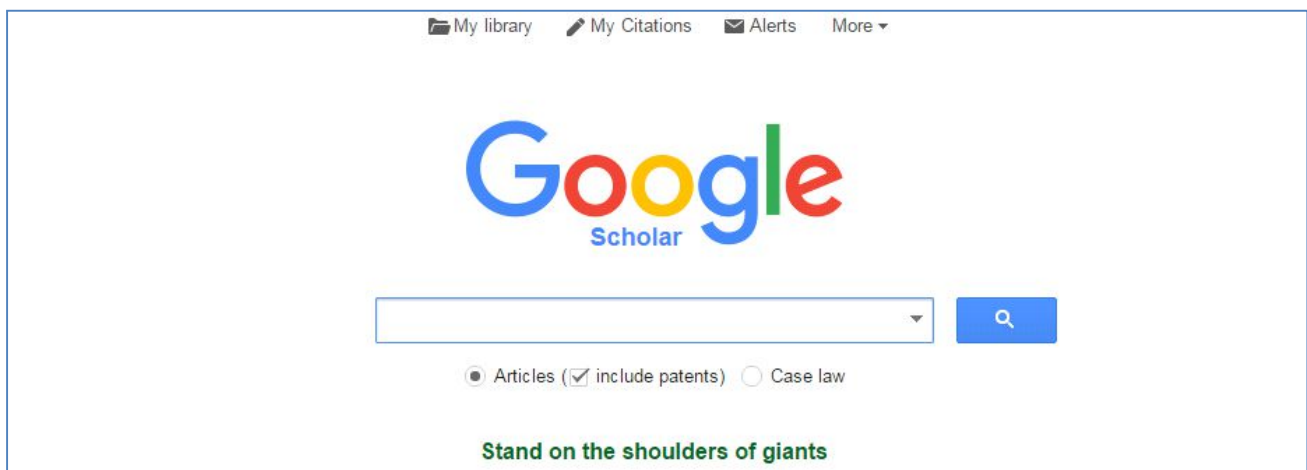 My library My Citations Alerts More
Google
Scholar
Articles ( include patents) Case law
Stand on the shoulders of giants